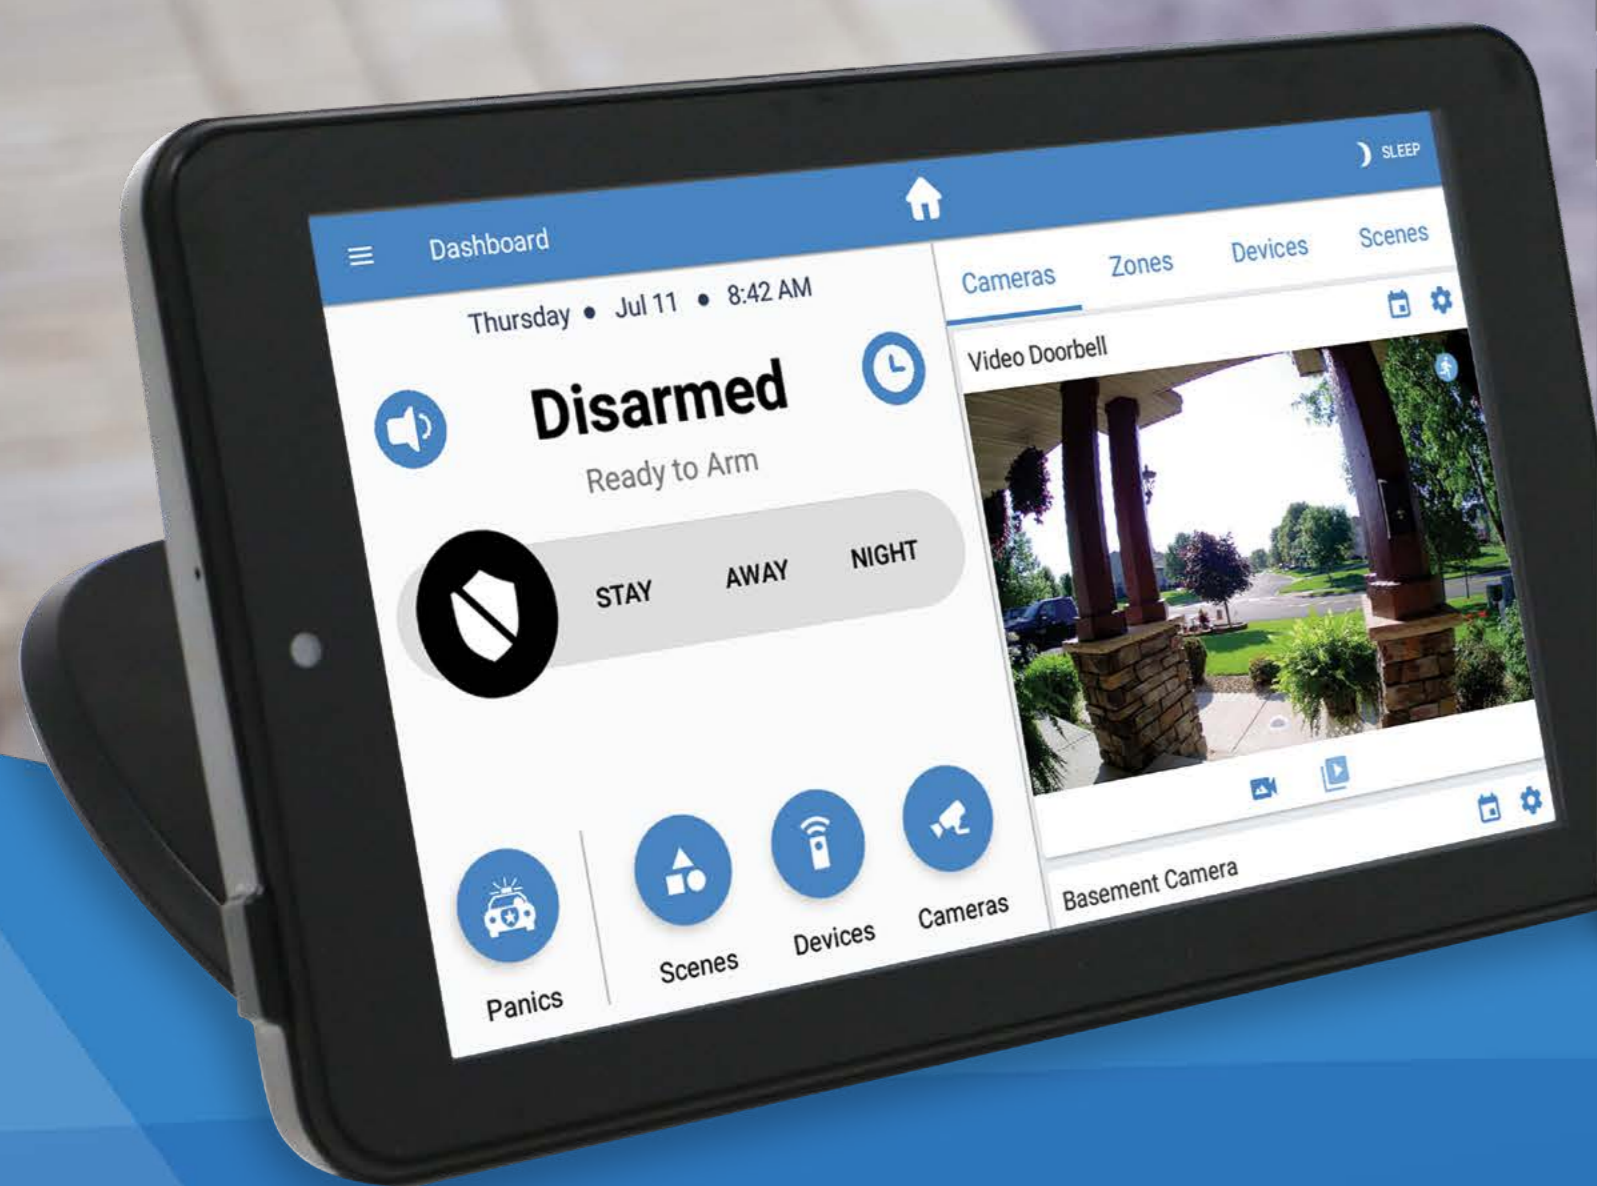 Dashboard
SLEEP
Thursday • Jul 11 • 8:42 AM
Disarmed
Ready to Arm
STAY AWAY NIGHT
Panics
Scenes
Devices
Cameras
Cameras Zones Devices Scenes
Video Doorbell
Basement Camera